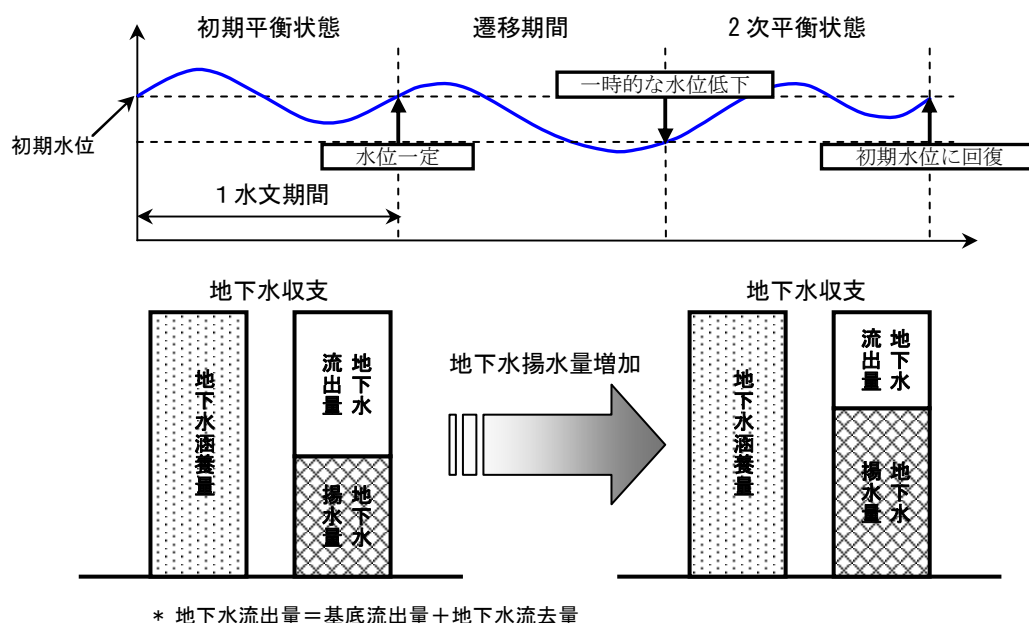 初期平衡状態
遷移期間
2次平衡状態
一時的な水位低下
初期水位
水位一定
初期水位に回復
1水文期間
地下水収支
地下水収支
地下水涵養量
地下水
流出量
地下水
揚水量
地下水揚水量増加
地下水涵養量
地下水
流出量
地下水
揚水量
* 地下水流出量=基底流出量+地下水流去量